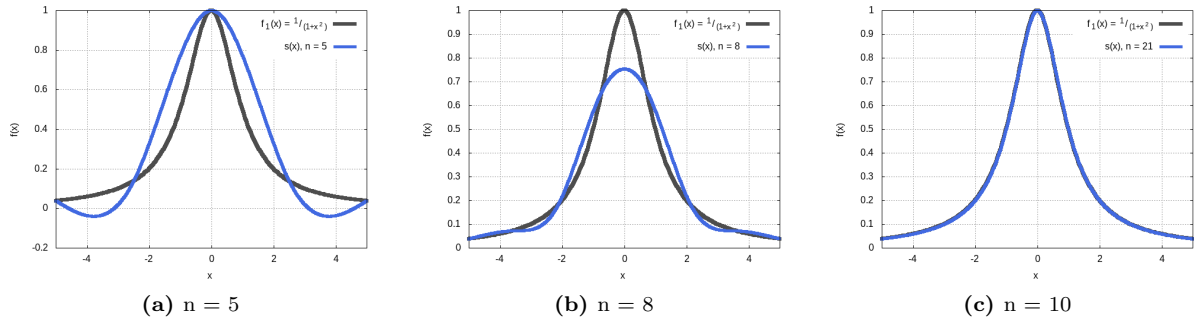 f₁(x) = ¹/₍₁₊ₓ²₎
s(x), n = 5
1
0.8
0.6
0.4
0.2
0
-0.2
f(x)
-4 -2 0 2 4
x
(a) n = 5
f₁(x) = ¹/₍₁₊ₓ²₎
s(x), n = 8
1
0.9
0.8
0.7
0.6
0.5
0.4
0.3
0.2
0.1
0
f(x)
-4 -2 0 2 4
x
(b) n = 8
f₁(x) = ¹/₍₁₊ₓ²₎
s(x), n = 21
1
0.9
0.8
0.7
0.6
0.5
0.4
0.3
0.2
0.1
0
f(x)
-4 -2 0 2 4
x
(c) n = 10